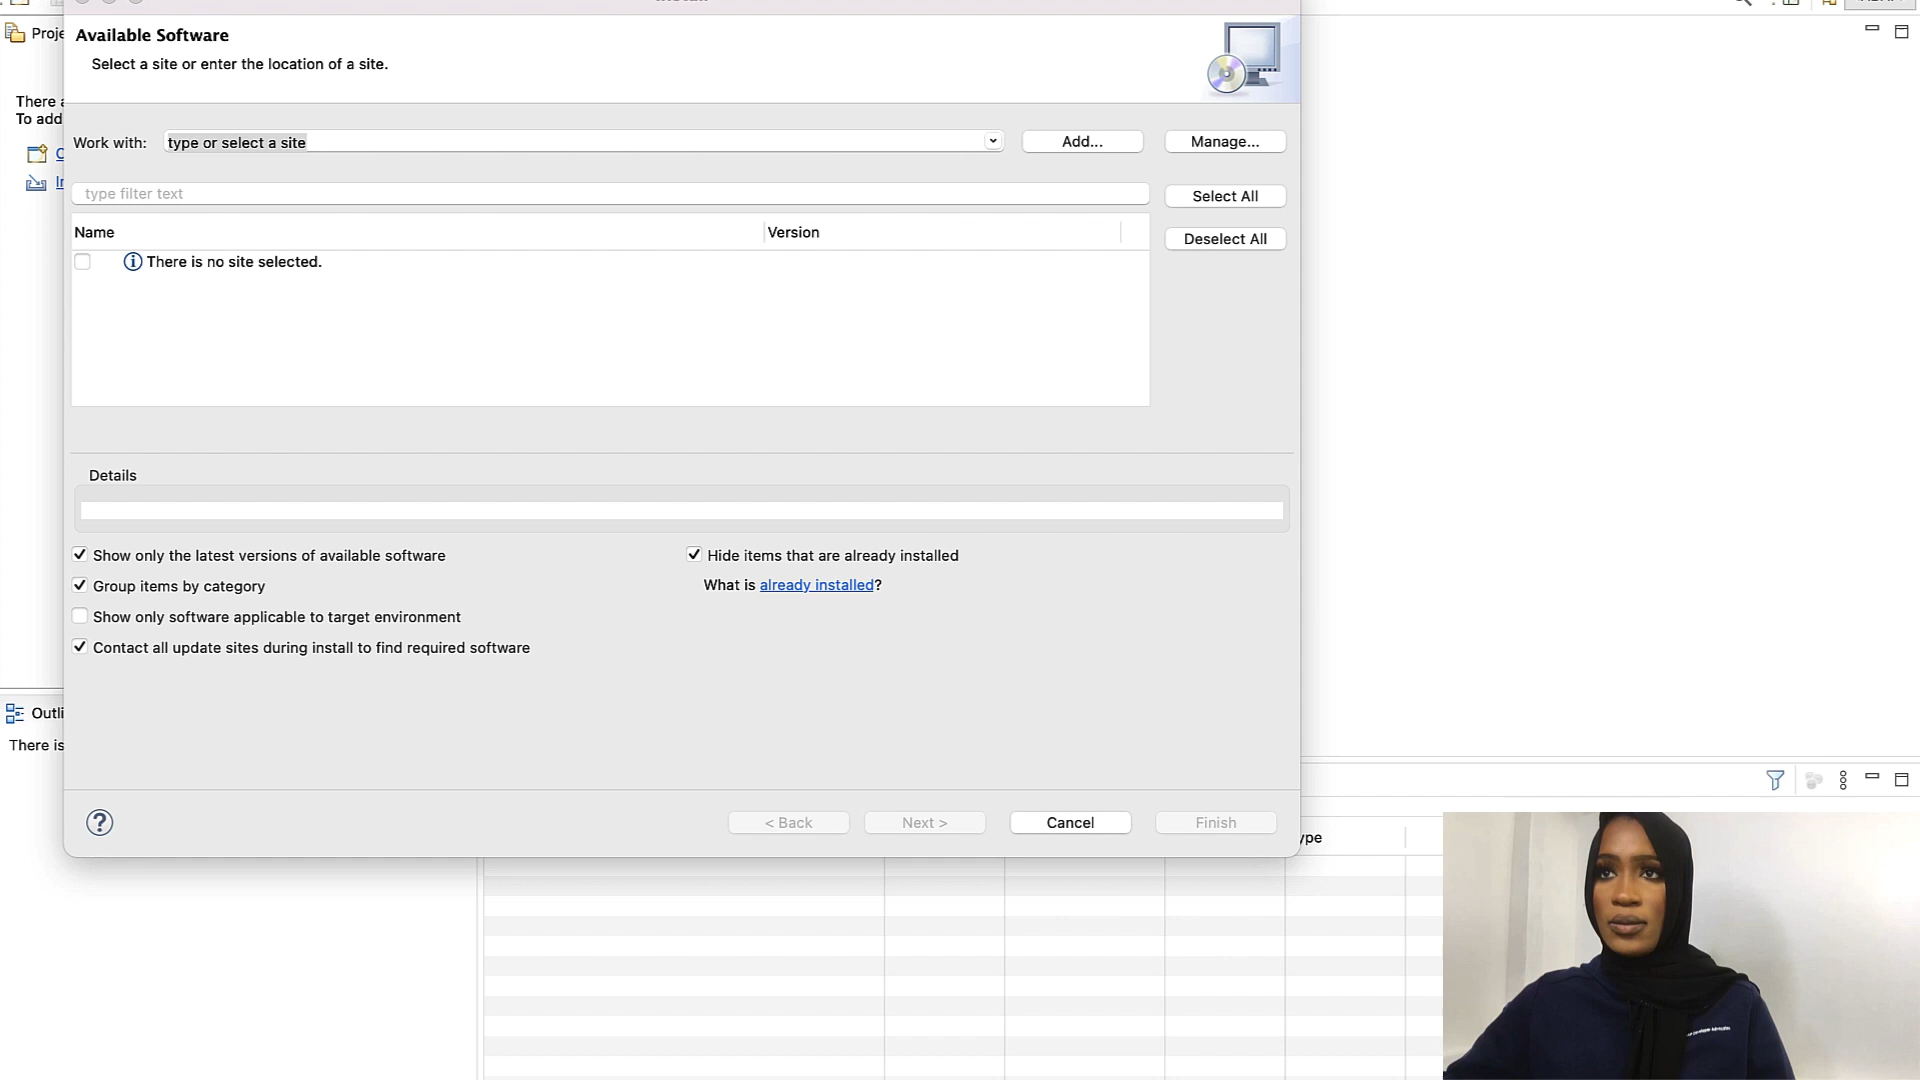 Available Software
Select a site or enter the location of a site.
Proje
There a
To add
Work with: type or select a site Add... Manage...
type filter text Select All
Name Version
Deselect All
There is no site selected.
Details
Show only the latest versions of available software Hide items that are already installed
Group items by category What is already installed?
Show only software applicable to target environment
Contact all update sites during install to find required software
Outli
There is
? < Back Next > Cancel Finish
ype